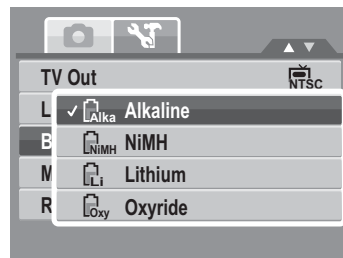 TV Out NTSC
L
✓ Alka Alkaline
B
NiMH NiMH
M
Li Lithium
R
Oxy Oxyride